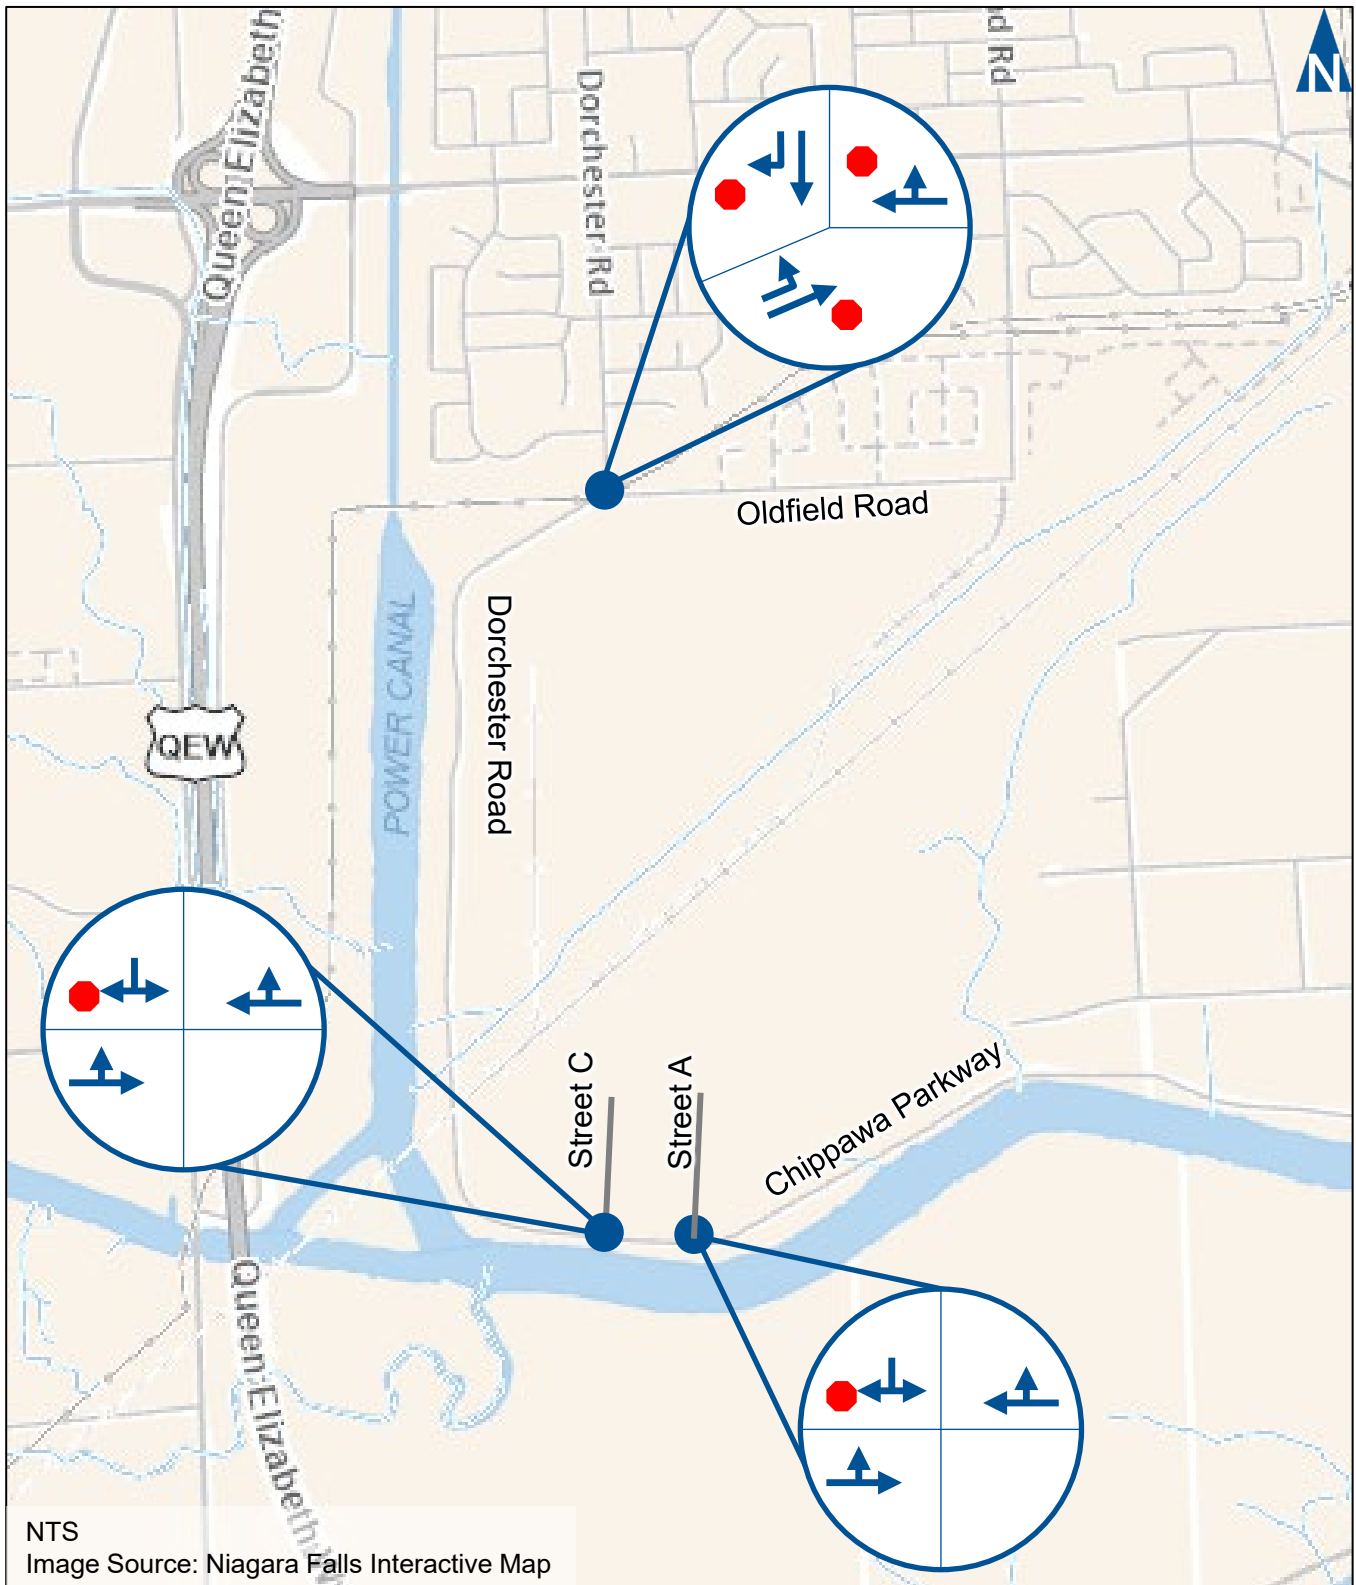 Queen Elizabeth
Dorchester Rd
d Rd
N
Oldfield Road
Dorchester Road
POWER CANAL
QEW
Street C
Street A
Chippawa Parkway
Queen Elizabeth W
NTS
Image Source: Niagara Falls Interactive Map